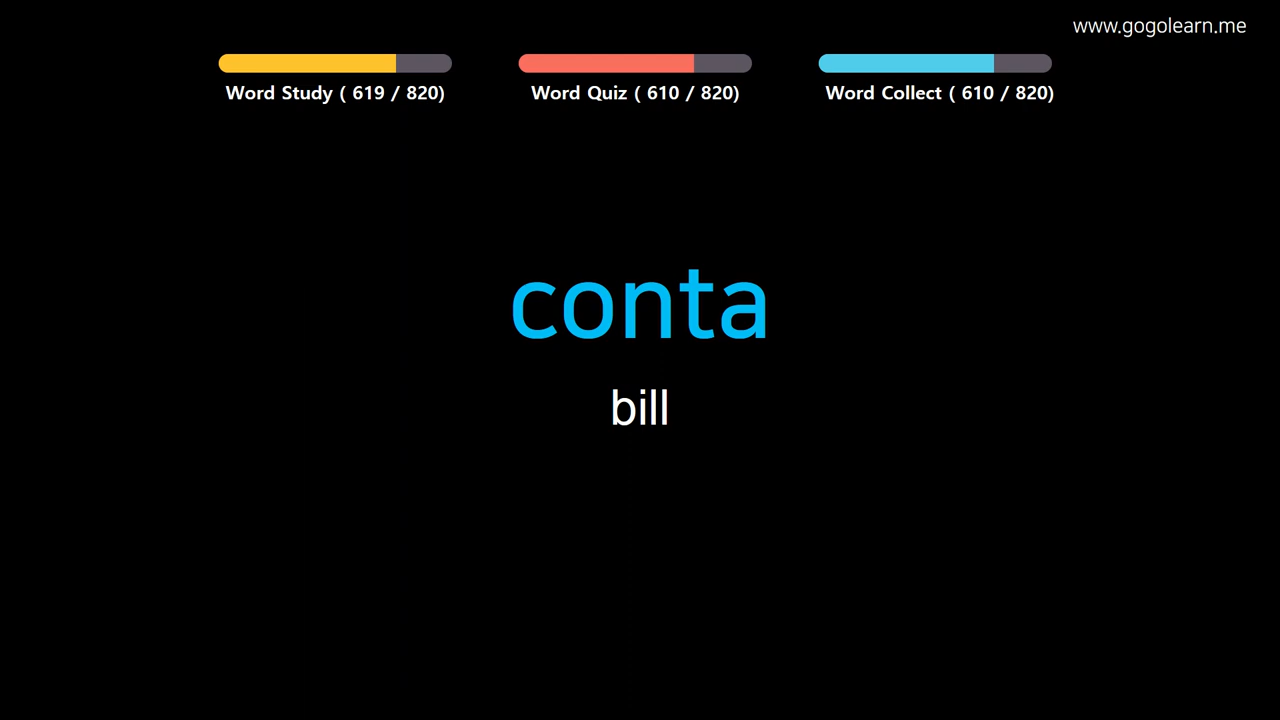 www.gogolearn.me
Word Study ( 619 / 820)
Word Quiz ( 610 / 820)
Word Collect ( 610 / 820)
conta
bill